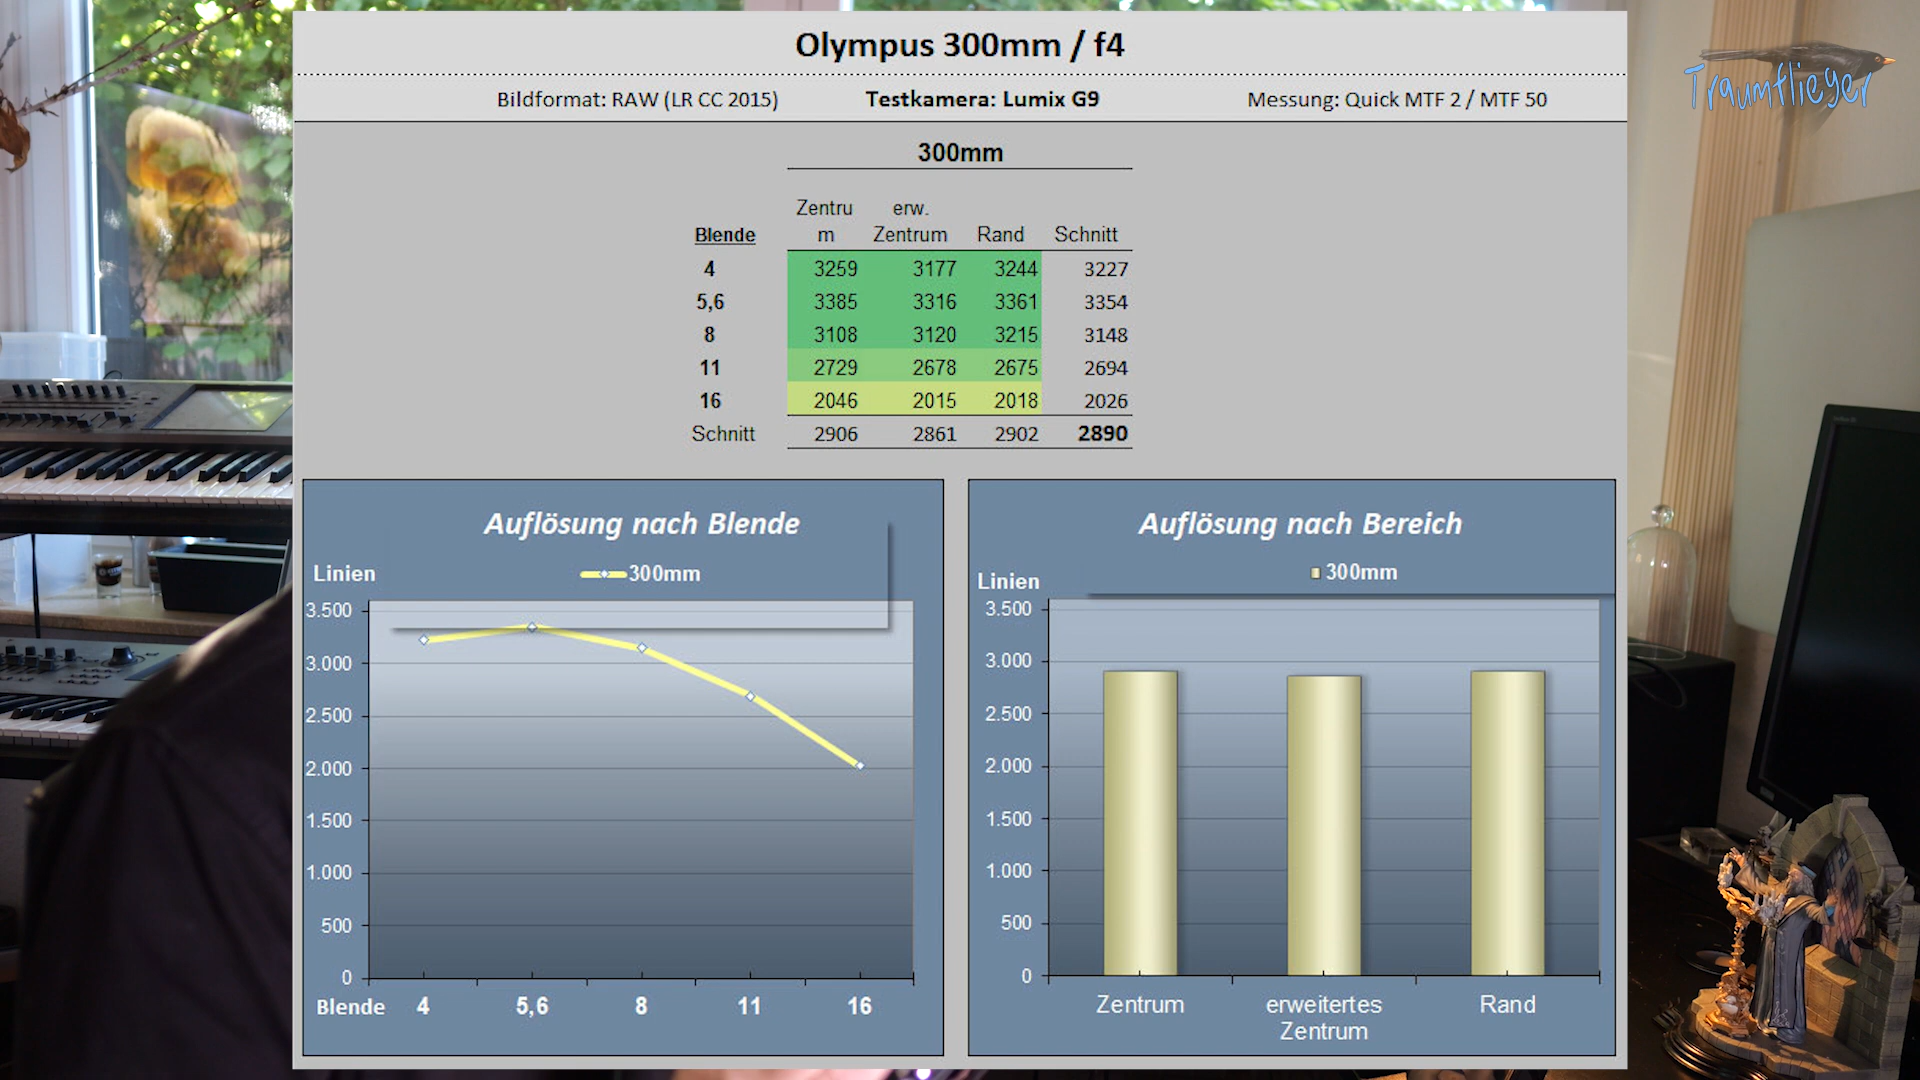 Olympus 300mm / f4
Traumflieger
Bildformat: RAW (LR CC 2015) Testkamera: Lumix G9 Messung: Quick MTF 2 / MTF 50
300mm
Zentru erw.
Blende m Zentrum Rand Schnitt
4 3259 3177 3244 3227
5,6 3385 3316 3361 3354
8 3108 3120 3215 3148
11 2729 2678 2675 2694
16 2046 2015 2018 2026
Schnitt 2906 2861 2902 2890
Auflösung nach Blende
Linien 300mm
3.500
3.000
2.500
2.000
1.500
1.000
500
0
Blende 4 5,6 8 11 16
Auflösung nach Bereich
300mm
Linien
3.500
3.000
2.500
2.000
1.500
1.000
500
0
Zentrum erweitertes Rand
Zentrum